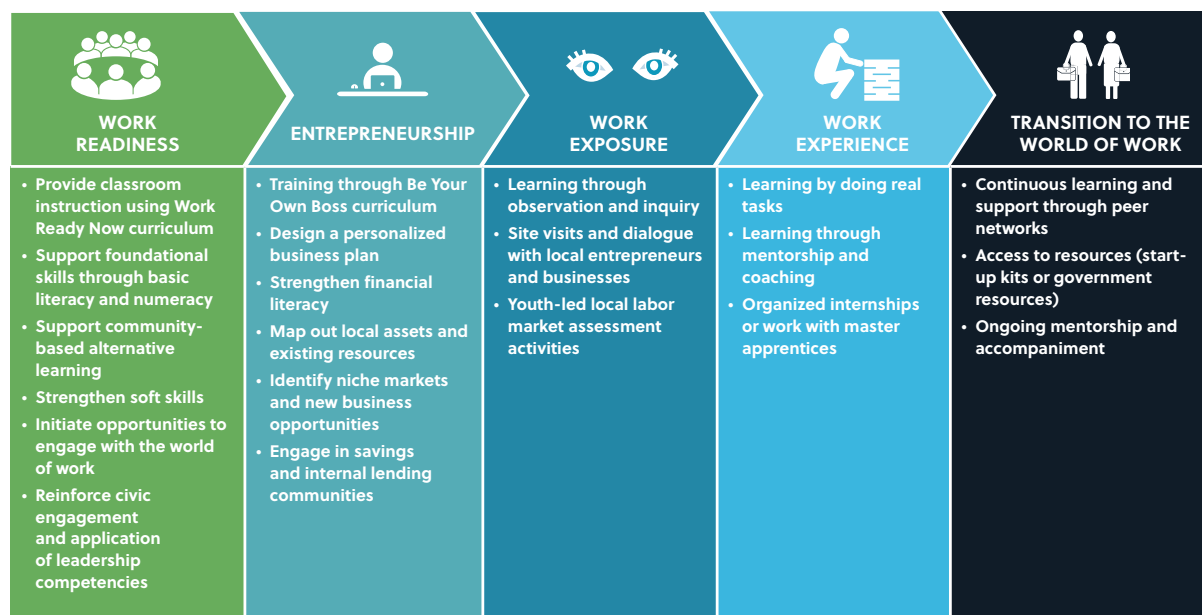 WORK
READINESS
• Provide classroom
instruction using Work
Ready Now curriculum
• Support foundational
skills through basic
literacy and numeracy
• Support community-
based alternative
learning
• Strengthen soft skills
• Initiate opportunities to
engage with the world
of work
• Reinforce civic
engagement
and application
of leadership
competencies
ENTREPRENEURSHIP
• Training through Be Your
Own Boss curriculum
• Design a personalized
business plan
• Strengthen financial
literacy
• Map out local assets and
existing resources
• Identify niche markets
and new business
opportunities
• Engage in savings
and internal lending
communities
WORK
EXPOSURE
• Learning through
observation and inquiry
• Site visits and dialogue
with local entrepreneurs
and businesses
• Youth-led local labor
market assessment
activities
WORK
EXPERIENCE
• Learning by doing real
tasks
• Learning through
mentorship and
coaching
• Organized internships
or work with master
apprentices
TRANSITION TO THE
WORLD OF WORK
• Continuous learning and
support through peer
networks
• Access to resources (start-
up kits or government
resources)
• Ongoing mentorship and
accompaniment